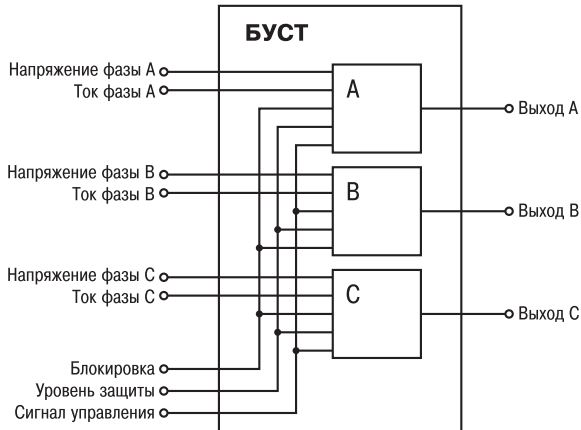 БУСТ
Напряжение фазы А
Ток фазы А
А
Выход А
Напряжение фазы В
Ток фазы В
В
Выход В
Напряжение фазы С
Ток фазы С
С
Выход С
Блокировка
Уровень защиты
Сигнал управления